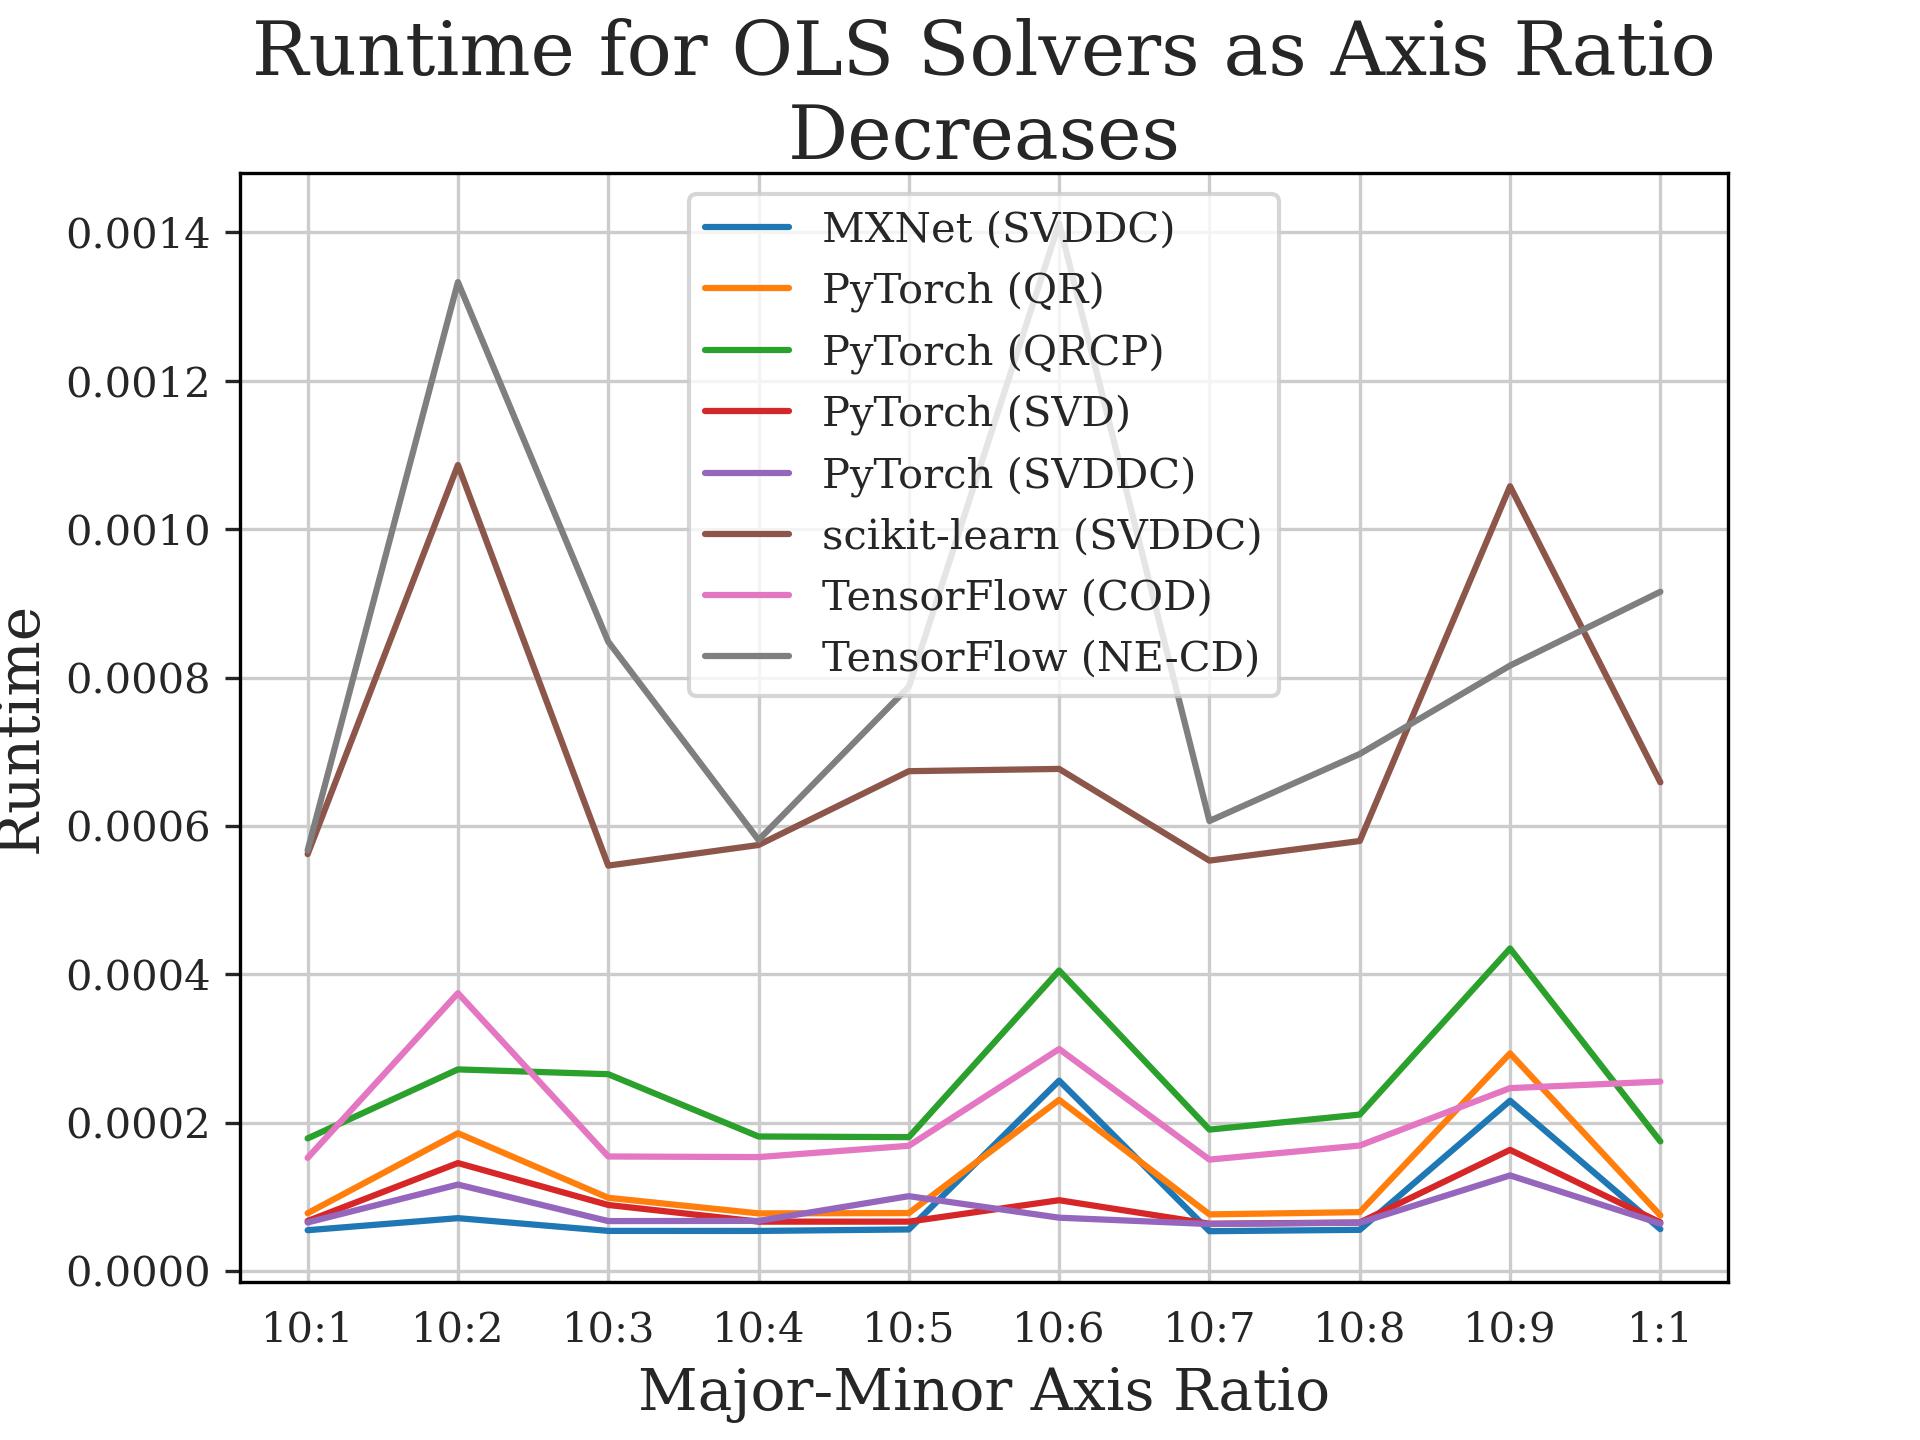 Runtime for OLS Solvers as Axis Ratio
Decreases
MXNet (SVDDC)
PyTorch (QR)
PyTorch (QRCP)
PyTorch (SVD)
PyTorch (SVDDC)
scikit-learn (SVDDC)
TensorFlow (COD)
TensorFlow (NE-CD)
Runtime
0.0014
0.0012
0.0010
0.0008
0.0006
0.0004
0.0002
0.0000
10:1 10:2 10:3 10:4 10:5 10:6 10:7 10:8 10:9 1:1
Major-Minor Axis Ratio